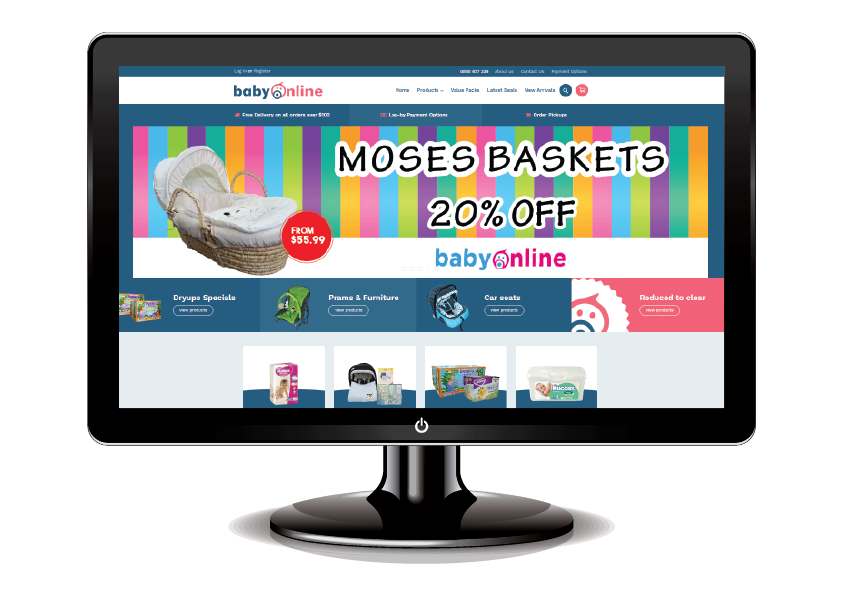 Log In or Register
0800 827 229 About us Contact Us Payment Options
babyonline
Home Products Value Packs Latest Deals New Arrivals
Free Delivery on all orders over $100
Lay-by Payment Options
Order Pickups
MOSES BASKETS
20% OFF
FROM
$55.99
babyonline
Dryups Specials
view products
Prams & Furniture
view products
Car seats
view products
Reduced to clear
view products
HUGGIES